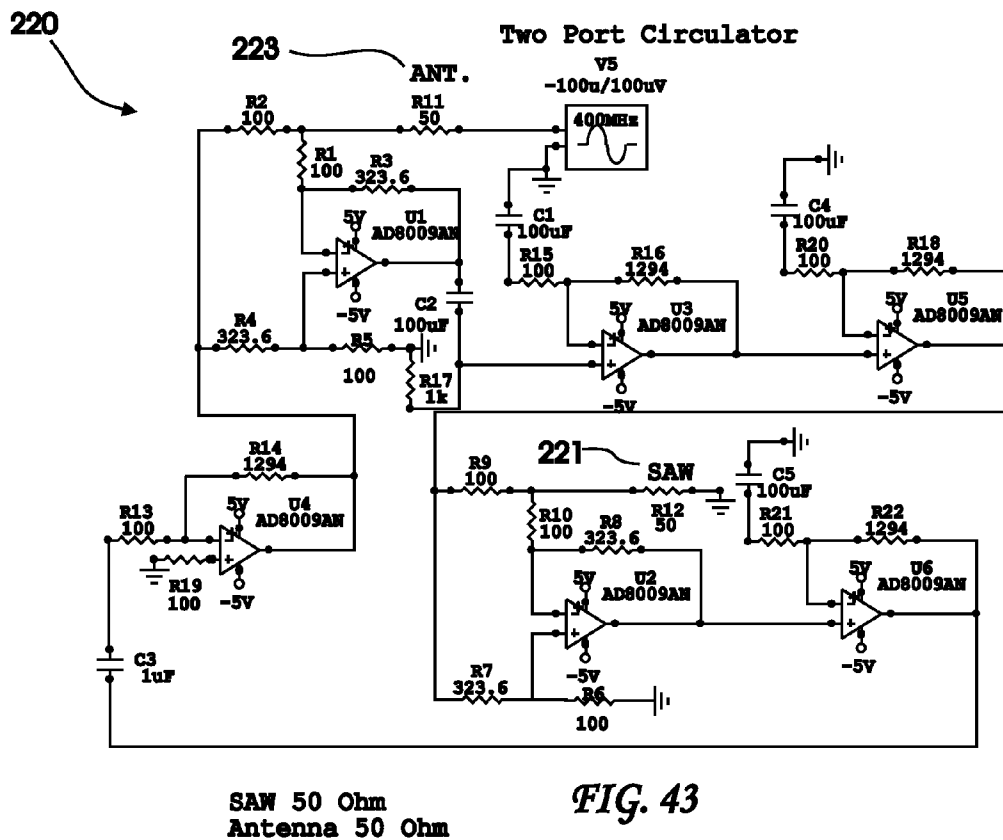 220
223
ANT.
Two Port Circulator
V5
-100u/100uV
400MHz
R2
100
R11
50
R1
100
R3
323.6
5V
U1
AD8009AN
-5V
R4
323.6
R5
100
C2
100uF
R17
1k
C1
100uF
R15
100
R16
1294
5V
U3
AD8009AN
-5V
C4
100uF
R20
100
R18
1294
5V
U5
AD8009AN
-5V
R14
1294
R13
100
5V
U4
AD8009AN
R19
100
-5V
C3
1uF
221
SAW
R9
100
R12
50
R10
100
R8
323.6
5V
U2
AD8009AN
-5V
R7
323.6
R6
100
C5
100uF
R21
100
R22
1294
5V
U6
AD8009AN
-5V
SAW 50 Ohm
Antenna 50 Ohm
FIG. 43